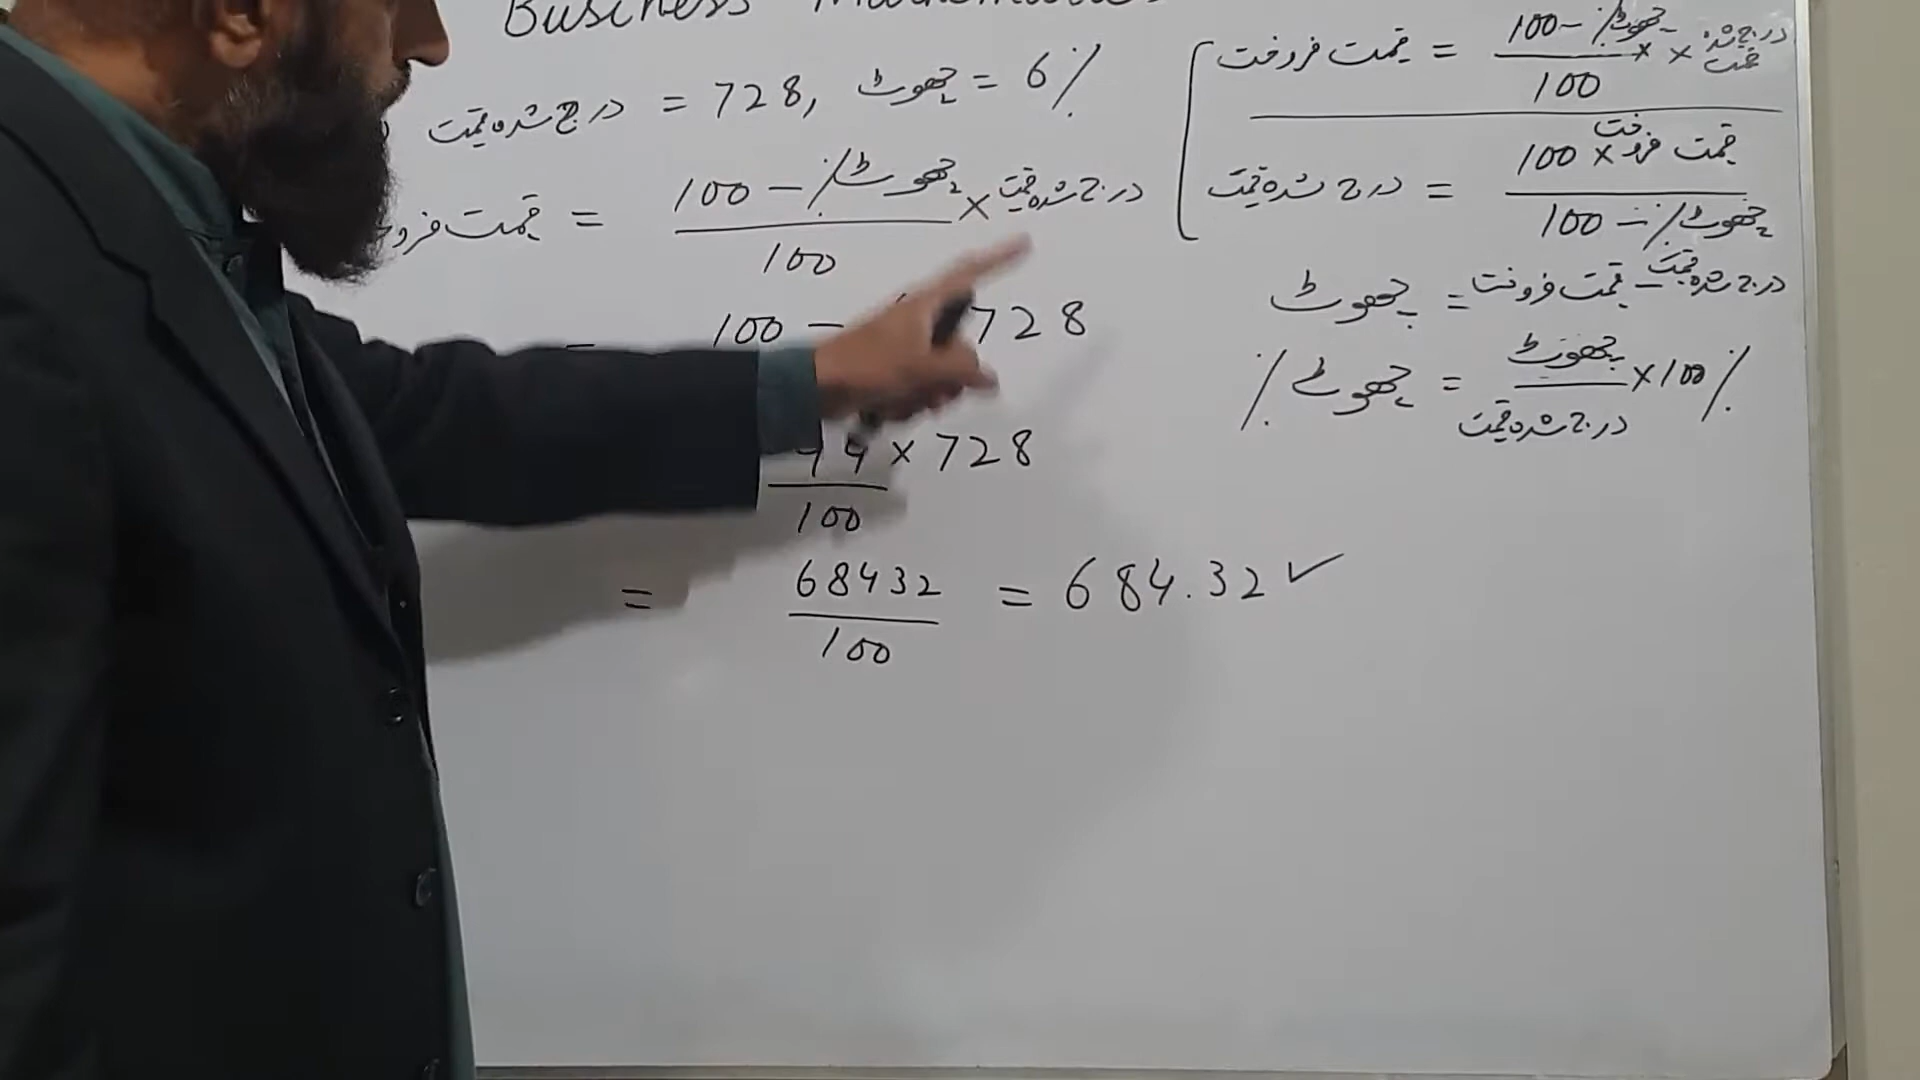 Business Mathematics
درج شدہ قیمت = 728, چھوٹ = 6%
قیمت فرو = 100 - چھوٹ% × درج شدہ قیمت
100
= 100 - 728
94 × 728
100
= 68432 = 684.32 ✓
100
قیمت فروخت = 100 - چھوٹ% × × درج شدہ قیمت
100
درج شدہ قیمت = 100 × قیمت فروخت
100 - چھوٹ%
چھوٹ = درج شدہ قیمت - قیمت فروخت
چھوٹ% = چھوٹ × 100%
درج شدہ قیمت